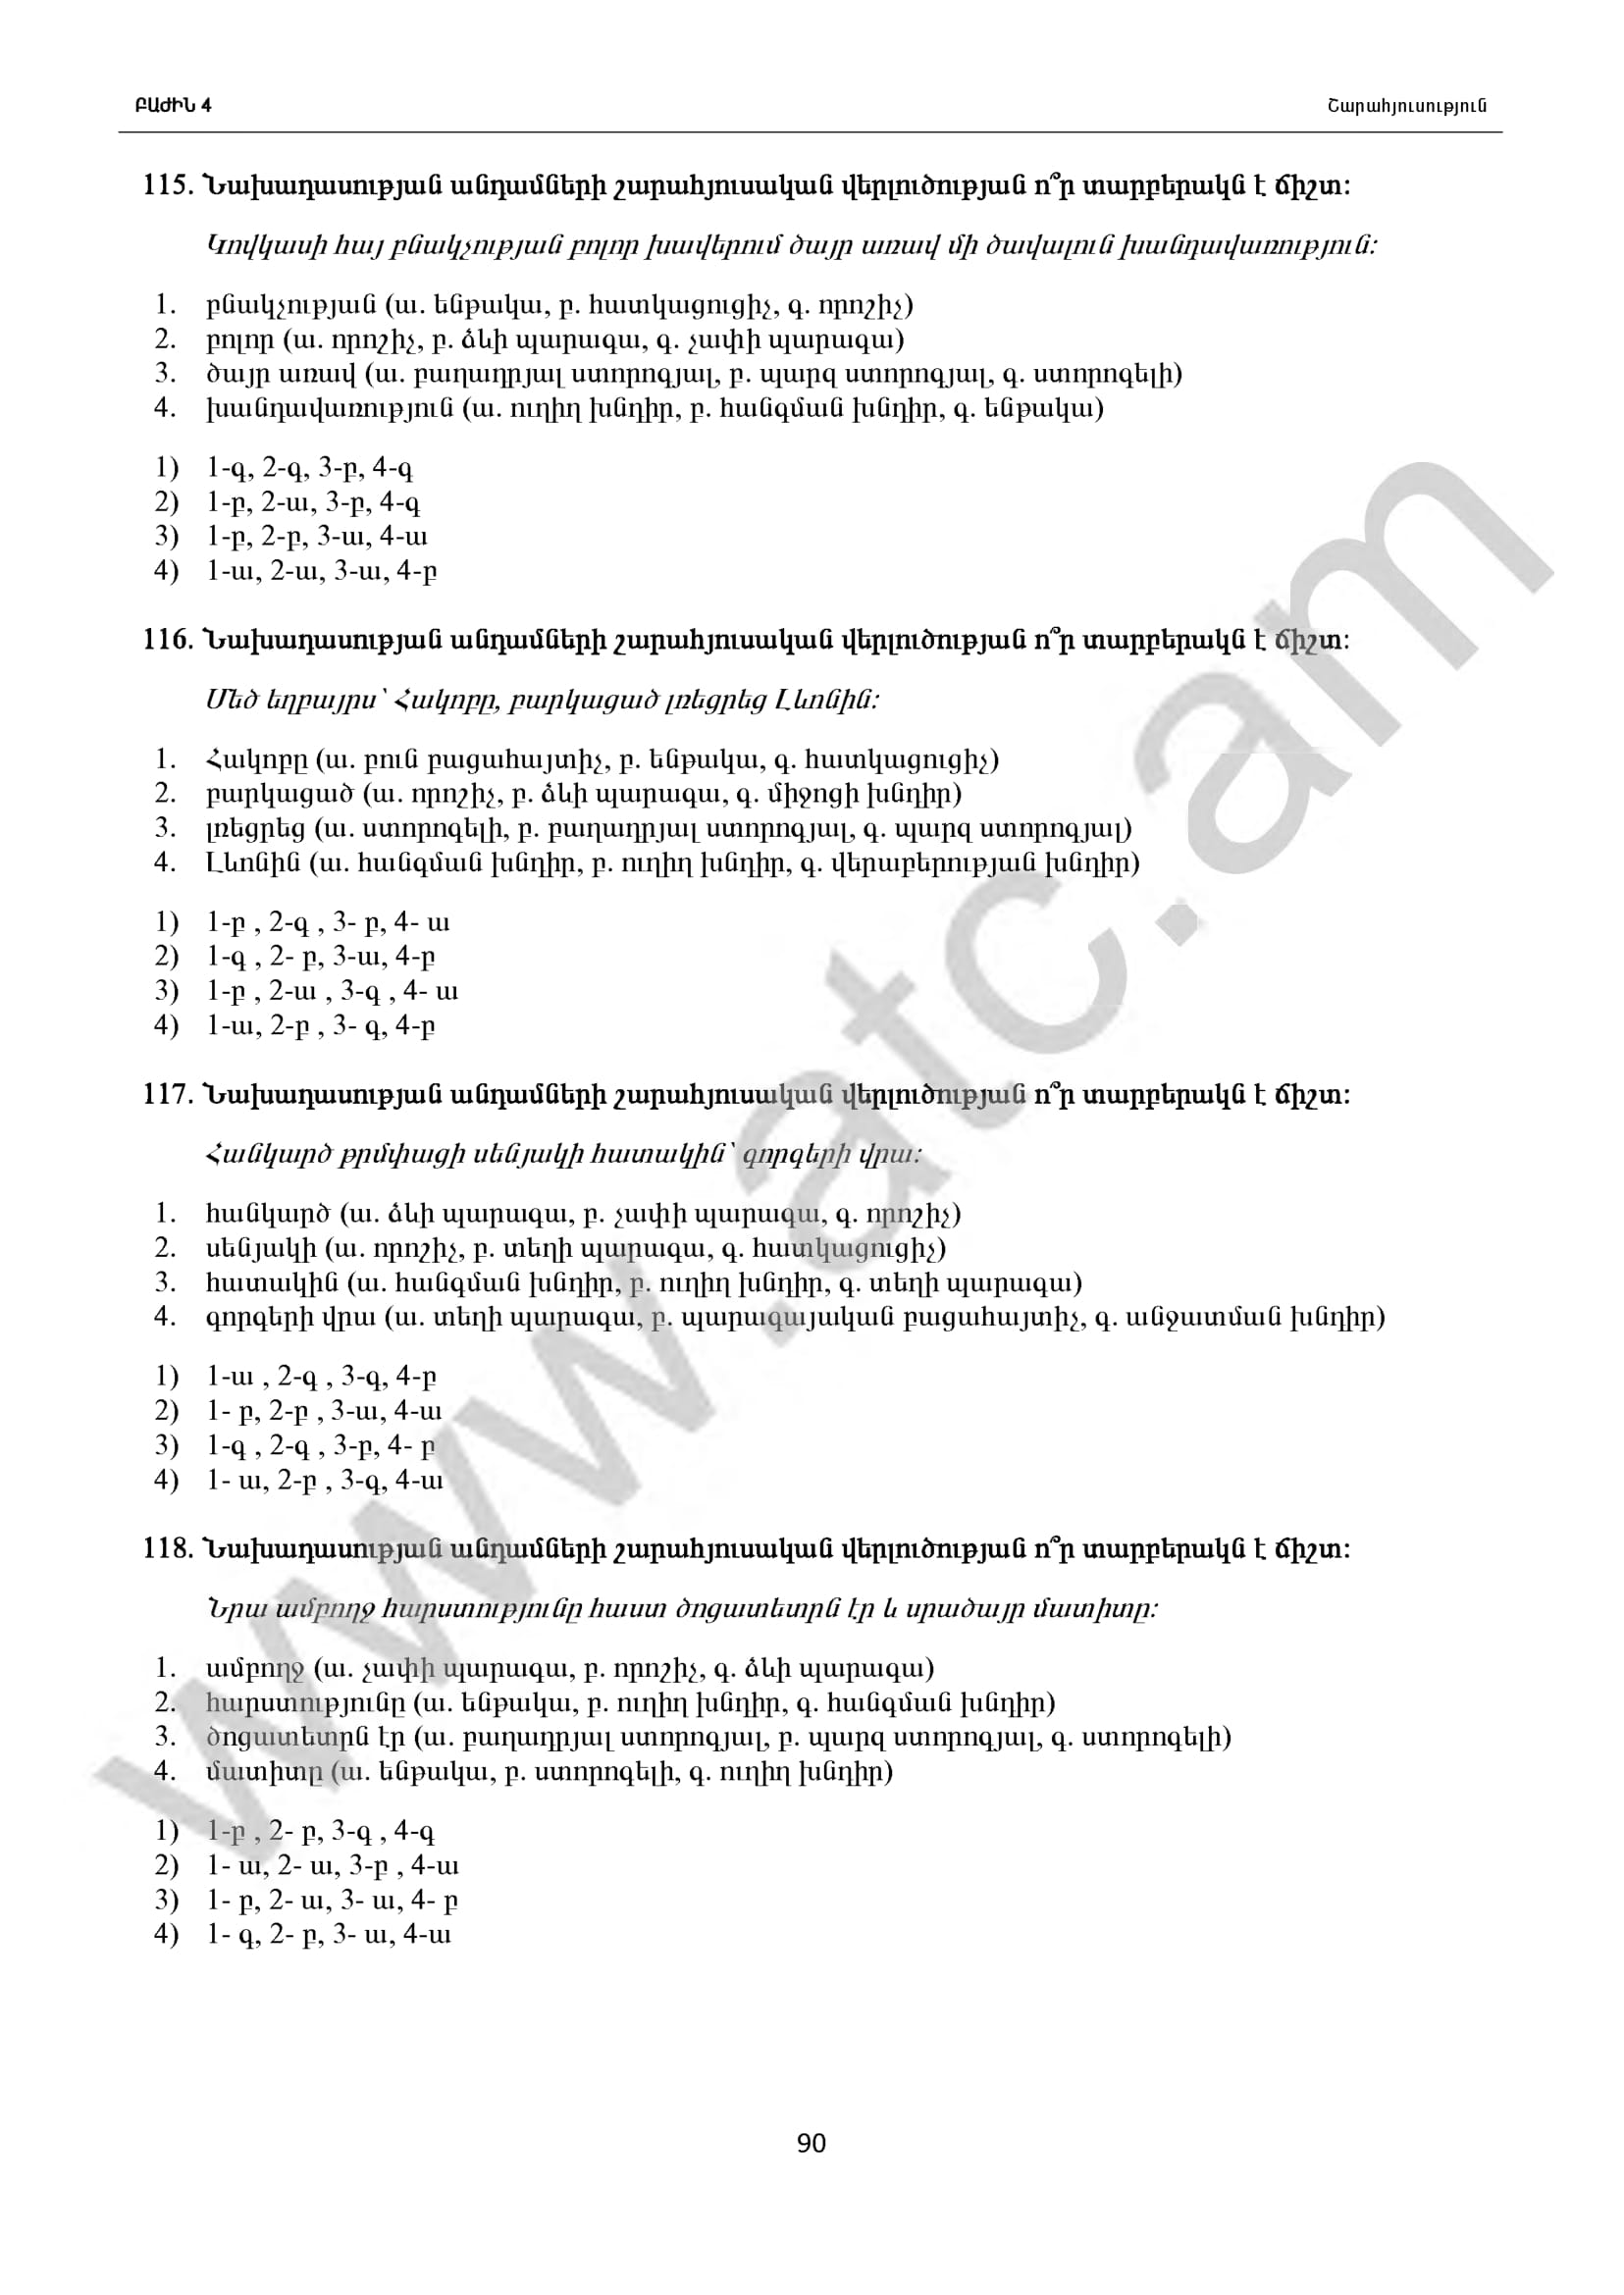 ԲԱԺԻՆ 4 Շարահյուսություն
115. Նախադասության անդամների շարահյուսական վերլուծության ո՞ր տարբերակն է ճիշտ:
Կովկասի հայ բնակչության բոլոր խավերում ծայր առավ մի ծավալուն խանդավառություն:
1. բնակչության (ա. ենթակա, բ. հատկացուցիչ, գ. որոշիչ)
2. բոլոր (ա. որոշիչ, բ. ձևի պարագա, գ. չափի պարագա)
3. ծայր առավ (ա. բաղադրյալ ստորոգյալ, բ. պարզ ստորոգյալ, գ. ստորոգելի)
4. խանդավառություն (ա. ուղիղ խնդիր, բ. հանգման խնդիր, գ. ենթակա)
1) 1-գ, 2-գ, 3-բ, 4-գ
2) 1-բ, 2-ա, 3-բ, 4-գ
3) 1-բ, 2-բ, 3-ա, 4-ա
4) 1-ա, 2-ա, 3-ա, 4-բ
116. Նախադասության անդամների շարահյուսական վերլուծության ո՞ր տարբերակն է ճիշտ:
Մեծ եղբայրս՝ Հակոբը, բարկացած լռեցրեց Լևոնին:
1. Հակոբը (ա. բուն բացահայտիչ, բ. ենթակա, գ. հատկացուցիչ)
2. բարկացած (ա. որոշիչ, բ. ձևի պարագա, գ. միջոցի խնդիր)
3. լռեցրեց (ա. ստորոգելի, բ. բաղադրյալ ստորոգյալ, գ. պարզ ստորոգյալ)
4. Լևոնին (ա. հանգման խնդիր, բ. ուղիղ խնդիր, գ. վերաբերության խնդիր)
1) 1-բ , 2-գ , 3- բ, 4- ա
2) 1-գ , 2- բ, 3-ա, 4-բ
3) 1-բ , 2-ա , 3-գ , 4- ա
4) 1-ա, 2-բ , 3- գ, 4-բ
117. Նախադասության անդամների շարահյուսական վերլուծության ո՞ր տարբերակն է ճիշտ:
Հանկարծ թրմփացի սենյակի հատակին՝ գորգերի վրա:
1. հանկարծ (ա. ձևի պարագա, բ. չափի պարագա, գ. որոշիչ)
2. սենյակի (ա. որոշիչ, բ. տեղի պարագա, գ. հատկացուցիչ)
3. հատակին (ա. հանգման խնդիր, բ. ուղիղ խնդիր, գ. տեղի պարագա)
4. գորգերի վրա (ա. տեղի պարագա, բ. պարագայական բացահայտիչ, գ. անջատման խնդիր)
1) 1-ա , 2-գ , 3-գ, 4-բ
2) 1- բ, 2-բ , 3-ա, 4-ա
3) 1-գ , 2-գ , 3-բ, 4- բ
4) 1- ա, 2-բ , 3-գ, 4-ա
118. Նախադասության անդամների շարահյուսական վերլուծության ո՞ր տարբերակն է ճիշտ:
Նրա ամբողջ հարստությունը հաստ ծոցատետրն էր և սրածայր մատիտը:
1. ամբողջ (ա. չափի պարագա, բ. որոշիչ, գ. ձևի պարագա)
2. հարստությունը (ա. ենթակա, բ. ուղիղ խնդիր, գ. հանգման խնդիր)
3. ծոցատետրն էր (ա. բաղադրյալ ստորոգյալ, բ. պարզ ստորոգյալ, գ. ստորոգելի)
4. մատիտը (ա. ենթակա, բ. ստորոգելի, գ. ուղիղ խնդիր)
1) 1-բ , 2- բ, 3-գ , 4-գ
2) 1- ա, 2- ա, 3-բ , 4-ա
3) 1- բ, 2- ա, 3- ա, 4- բ
4) 1- գ, 2- բ, 3- ա, 4-ա
www.atc.am
90